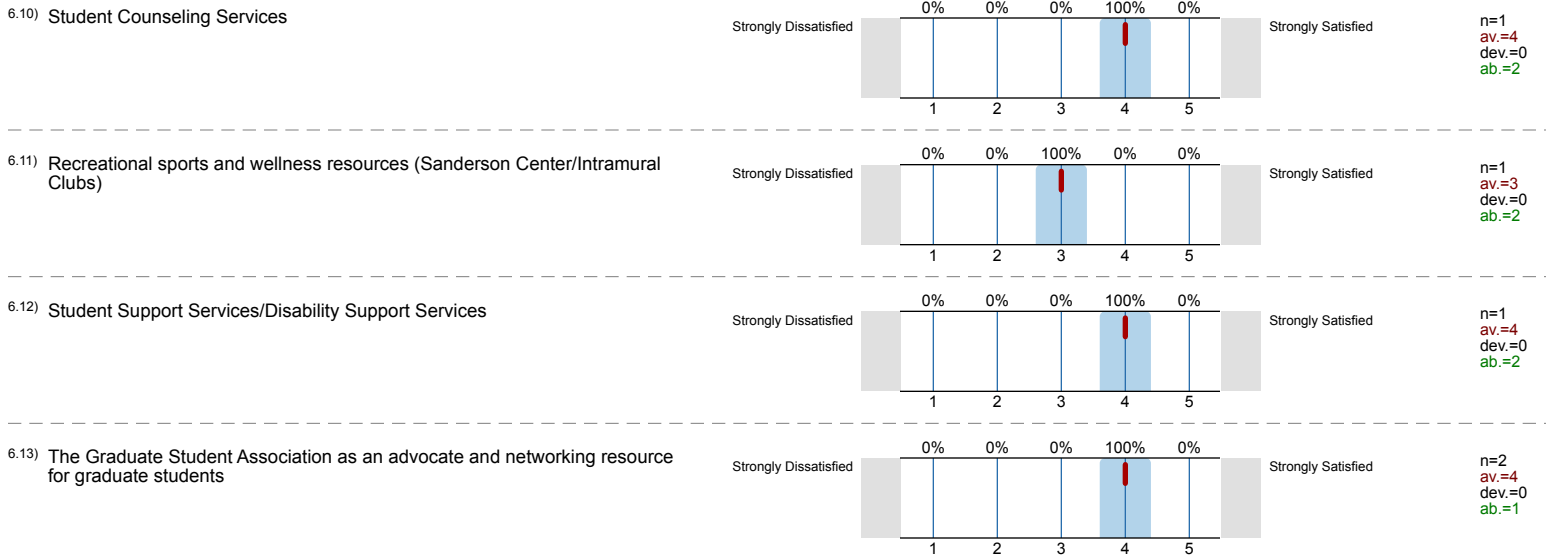 6.10) Student Counseling Services
0% 0% 0% 100% 0%
Strongly Dissatisfied
Strongly Satisfied
1 2 3 4 5
n=1
av.=4
dev.=0
ab.=2
6.11) Recreational sports and wellness resources (Sanderson Center/Intramural
Clubs)
0% 0% 100% 0% 0%
Strongly Dissatisfied
Strongly Satisfied
1 2 3 4 5
n=1
av.=3
dev.=0
ab.=2
6.12) Student Support Services/Disability Support Services
0% 0% 0% 100% 0%
Strongly Dissatisfied
Strongly Satisfied
1 2 3 4 5
n=1
av.=4
dev.=0
ab.=2
6.13) The Graduate Student Association as an advocate and networking resource
for graduate students
0% 0% 0% 100% 0%
Strongly Dissatisfied
Strongly Satisfied
1 2 3 4 5
n=2
av.=4
dev.=0
ab.=1